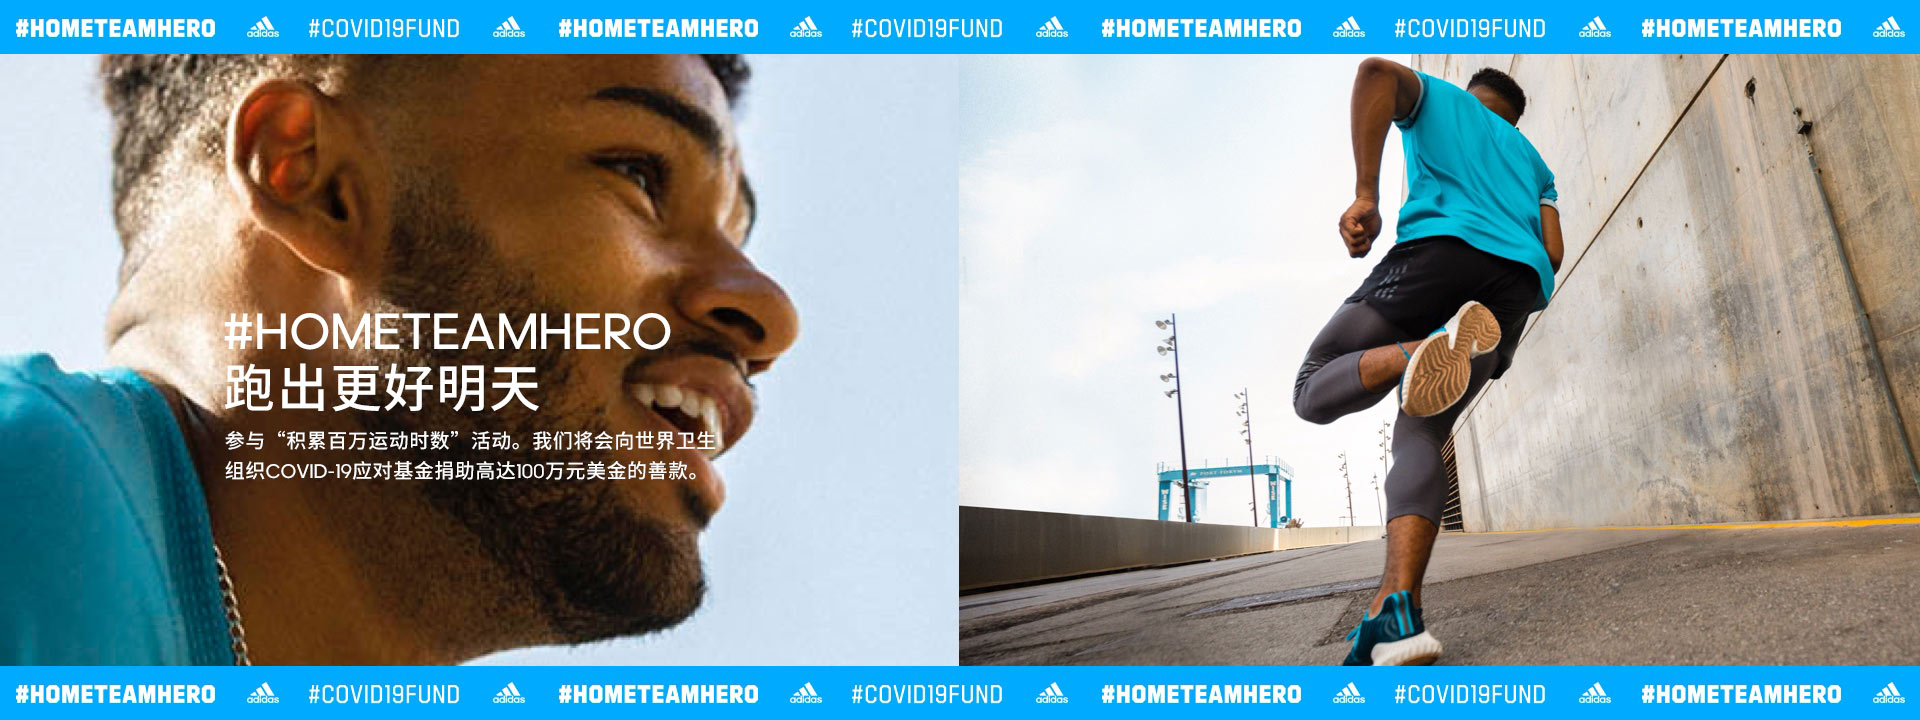 #HOMETEAMHERO adidas #COVID19FUND adidas #HOMETEAMHERO adidas #COVID19FUND adidas #HOMETEAMHERO adidas #COVID19FUND adidas #HOMETEAMHERO adidas
#HOMETEAMHERO
跑出更好明天
参与“积累百万运动时数”活动。我们将会向世界卫生
组织COVID-19应对基金捐助高达100万元美金的善款。
PORT FORUM
#HOMETEAMHERO adidas #COVID19FUND adidas #HOMETEAMHERO adidas #COVID19FUND adidas #HOMETEAMHERO adidas #COVID19FUND adidas #HOMETEAMHERO adidas